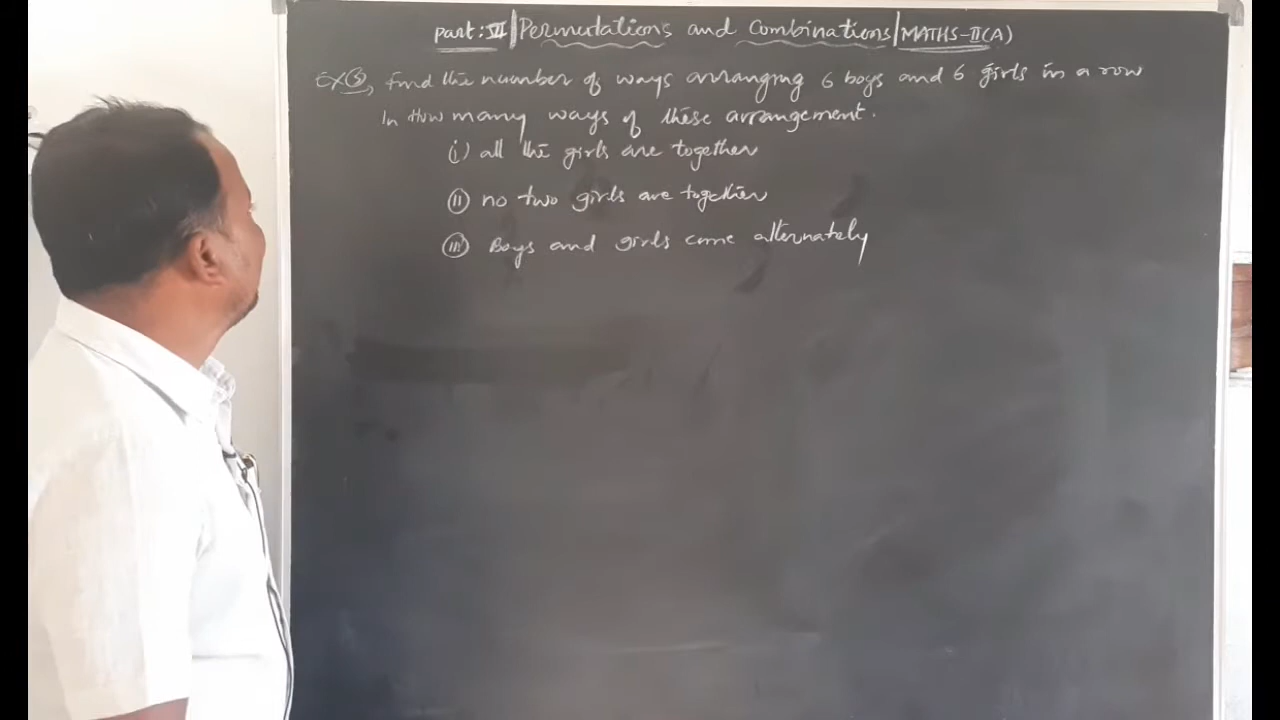 Part: VI | Permutations and Combinations | MATHS-II(A)
Ex(3), Find the number of ways arranging 6 boys and 6 girls in a row
In How many ways of these arrangement.
(i) all the girls are together
(ii) no two girls are together
(iii) Boys and girls come alternately